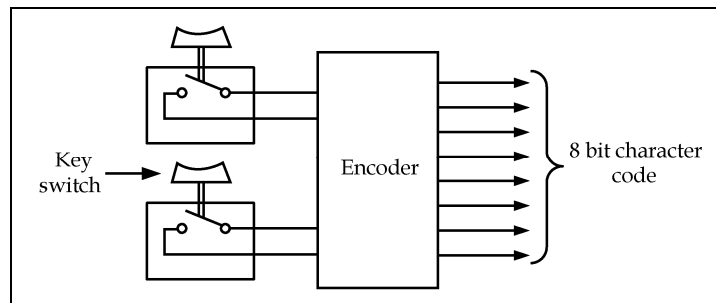 Key
switch
Encoder
8 bit character
code